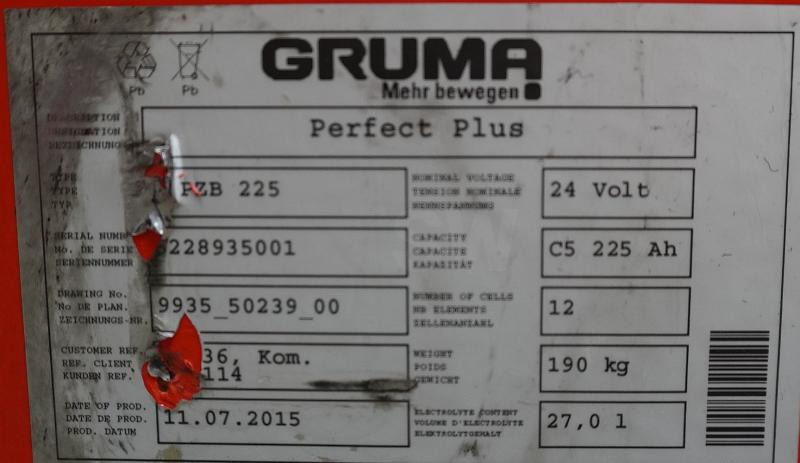 GRUMA
Mehr bewegen
Pb Pb
DESCRIPTION
DESIGNATION
BEZEICHNUNG
Perfect Plus
TYPE
TYPE
TYP
PZB 225
NOMINAL VOLTAGE
TENSION NOMINALE
NENNSPANNUNG
24 Volt
SERIAL
No. DE SERIE
SERIENNUMMER
228935001
CAPACITY
CAPACITE
KAPAZITÄT
C5 225 Ah
DRAWING No.
No DE PLAN.
ZEICHNUNGS-NR.
9935_50239_00
NUMBER OF CELLS
NB ELEMENTS
ZELLENANZAHL
12
CUSTOMER REF.
REF. CLIENT
KUNDEN REF.
36, Kom.
114
WEIGHT
POIDS
GEWICHT
190 kg
DATE OF PROD.
DATE DE PROD.
PROD. DATUM
11.07.2015
ELECTROLYTE CONTENT
VOLUME D'ELECTROLYTE
ELEKTROLYTGEHALT
27,0 l